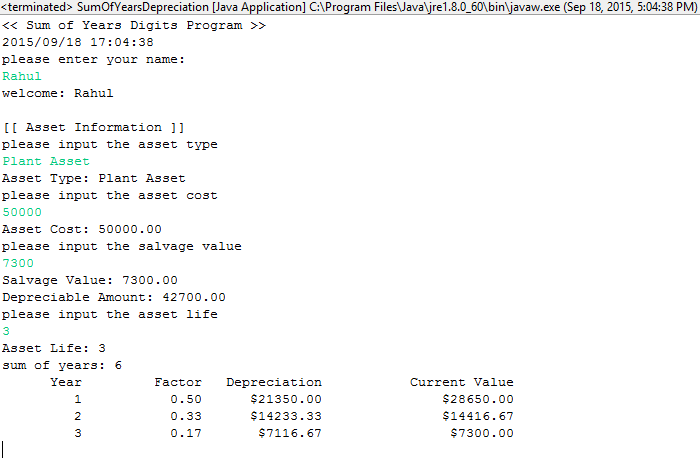 <terminated> SumOfYearsDepreciation [Java Application] C:\Program Files\Java\jre1.8.0_60\bin\javaw.exe (Sep 18, 2015, 5:04:38 PM)
<< Sum of Years Digits Program >>
2015/09/18 17:04:38
please enter your name:
Rahul
welcome: Rahul

[[ Asset Information ]]
please input the asset type
Plant Asset
Asset Type: Plant Asset
please input the asset cost
50000
Asset Cost: 50000.00
please input the salvage value
7300
Salvage Value: 7300.00
Depreciable Amount: 42700.00
please input the asset life
3
Asset Life: 3
sum of years: 6
Year Factor Depreciation Current Value
1 0.50 $21350.00 $28650.00
2 0.33 $14233.33 $14416.67
3 0.17 $7116.67 $7300.00